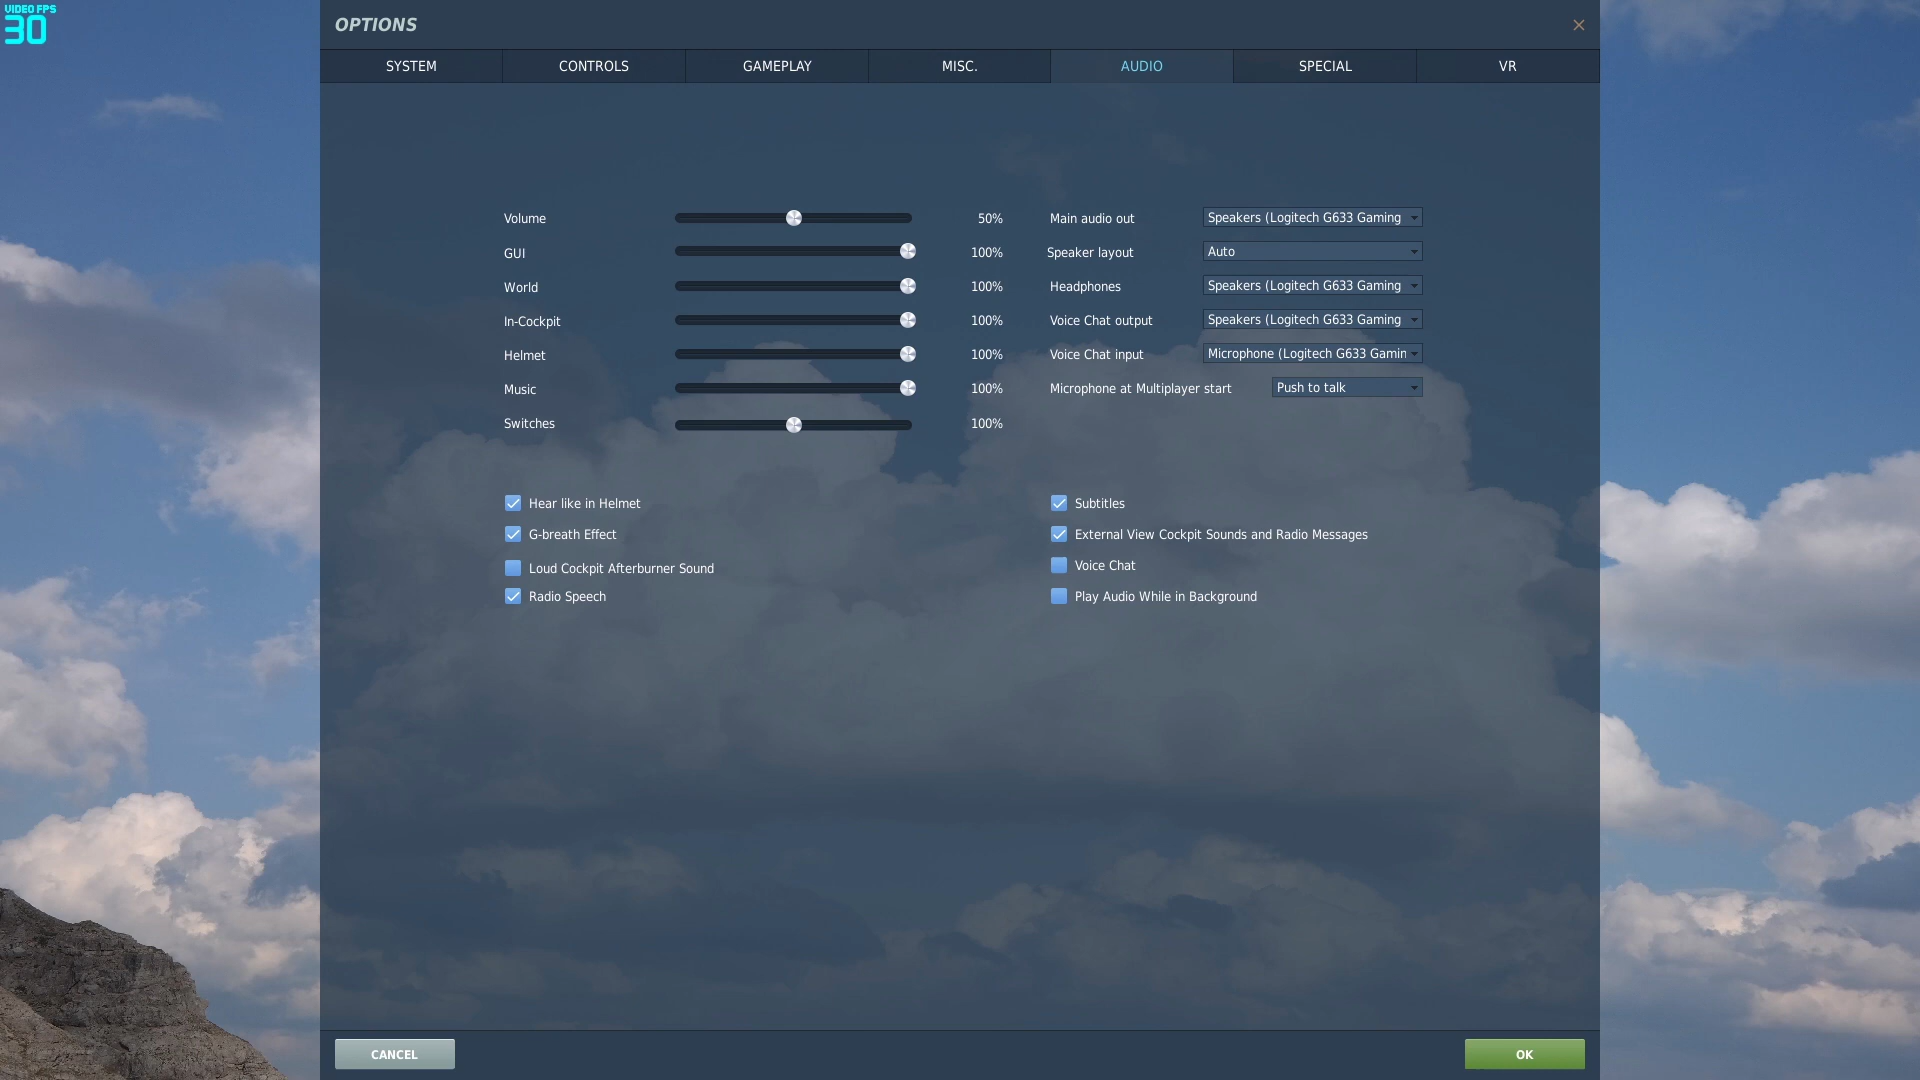 VIDEO FPS
30
OPTIONS
SYSTEM
CONTROLS
GAMEPLAY
MISC.
AUDIO
SPECIAL
VR
Volume
50%
GUI
100%
World
100%
In-Cockpit
100%
Helmet
100%
Music
100%
Switches
100%
Main audio out
Speakers (Logitech G633 Gaming
Speaker layout
Auto
Headphones
Speakers (Logitech G633 Gaming
Voice Chat output
Speakers (Logitech G633 Gaming
Voice Chat input
Microphone (Logitech G633 Gamin
Microphone at Multiplayer start
Push to talk
Hear like in Helmet
G-breath Effect
Loud Cockpit Afterburner Sound
Radio Speech
Subtitles
External View Cockpit Sounds and Radio Messages
Voice Chat
Play Audio While in Background
CANCEL
OK